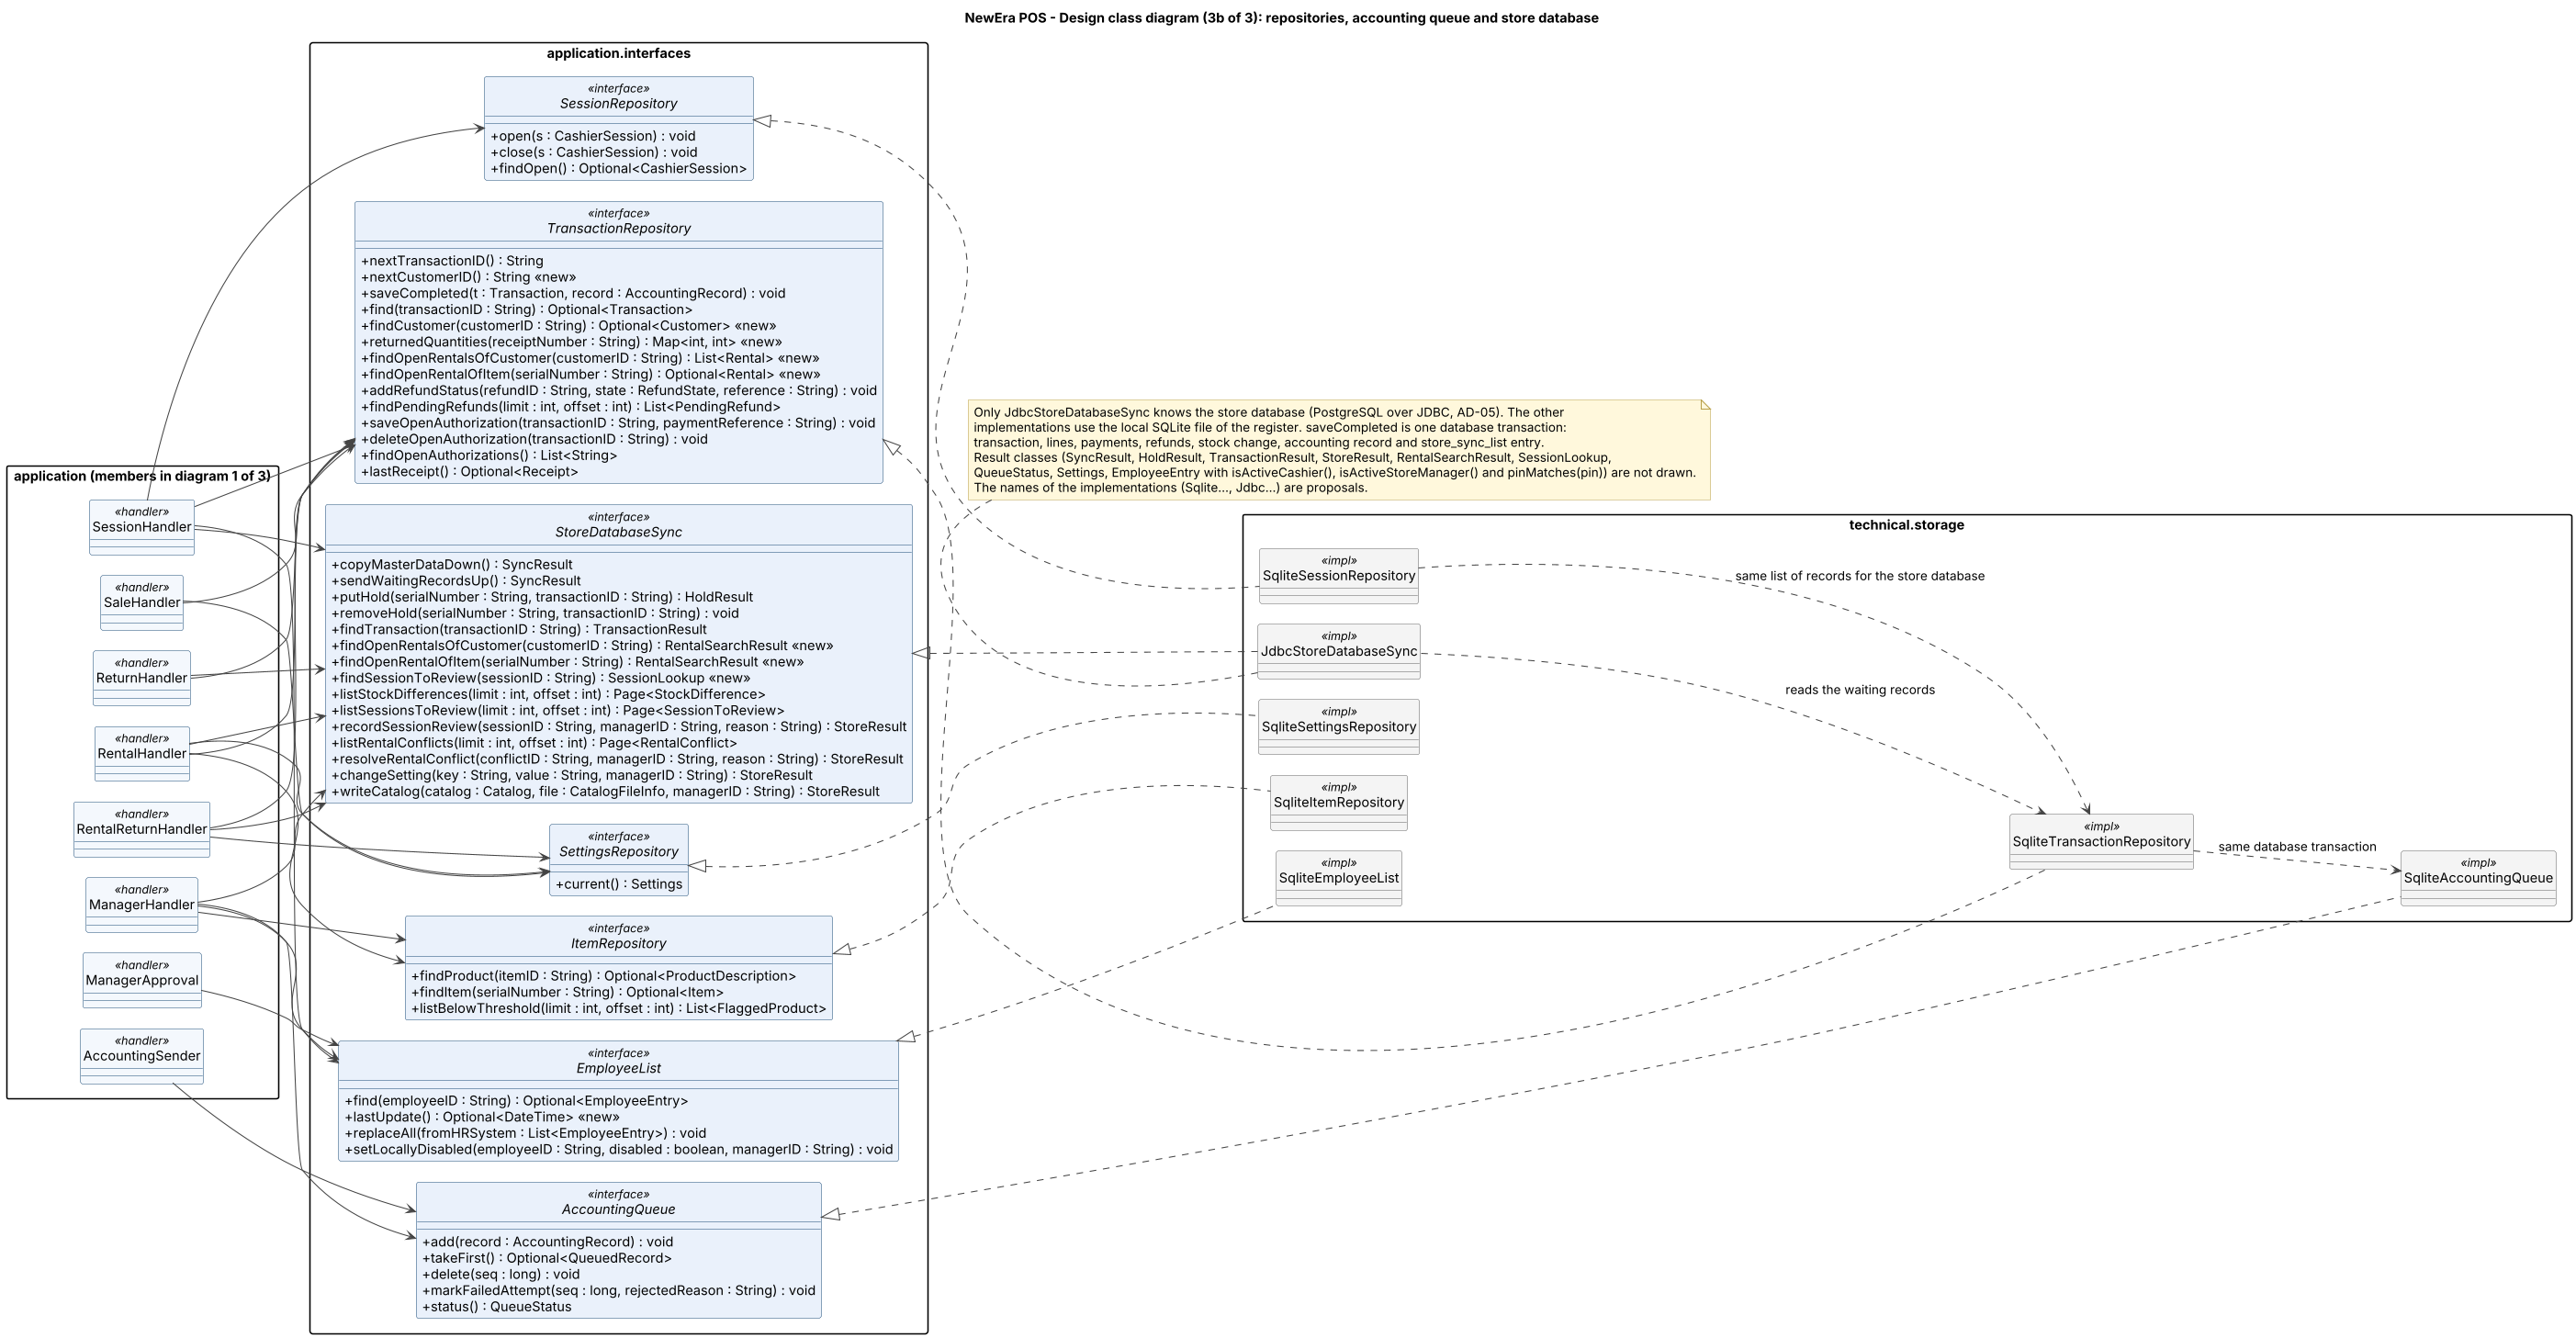 NewEra POS - Design class diagram (3b of 3): repositories, accounting queue and store database
application (members in diagram 1 of 3)
«handler»
SessionHandler
«handler»
SaleHandler
«handler»
ReturnHandler
«handler»
RentalHandler
«handler»
RentalReturnHandler
«handler»
ManagerHandler
«handler»
ManagerApproval
«handler»
AccountingSender
application.interfaces
«interface»
SessionRepository
+open(s : CashierSession) : void
+close(s : CashierSession) : void
+findOpen() : Optional<CashierSession>
«interface»
TransactionRepository
+nextTransactionID() : String
+nextCustomerID() : String «new»
+saveCompleted(t : Transaction, record : AccountingRecord) : void
+find(transactionID : String) : Optional<Transaction>
+findCustomer(customerID : String) : Optional<Customer> «new»
+returnedQuantities(receiptNumber : String) : Map<int, int> «new»
+findOpenRentalsOfCustomer(customerID : String) : List<Rental> «new»
+findOpenRentalOfItem(serialNumber : String) : Optional<Rental> «new»
+addRefundStatus(refundID : String, state : RefundState, reference : String) : void
+findPendingRefunds(limit : int, offset : int) : List<PendingRefund>
+saveOpenAuthorization(transactionID : String, paymentReference : String) : void
+deleteOpenAuthorization(transactionID : String) : void
+findOpenAuthorizations() : List<String>
+lastReceipt() : Optional<Receipt>
«interface»
StoreDatabaseSync
+copyMasterDataDown() : SyncResult
+sendWaitingRecordsUp() : SyncResult
+putHold(serialNumber : String, transactionID : String) : HoldResult
+removeHold(serialNumber : String, transactionID : String) : void
+findTransaction(transactionID : String) : TransactionResult
+findOpenRentalsOfCustomer(customerID : String) : RentalSearchResult «new»
+findOpenRentalOfItem(serialNumber : String) : RentalSearchResult «new»
+findSessionToReview(sessionID : String) : SessionLookup «new»
+listStockDifferences(limit : int, offset : int) : Page<StockDifference>
+listSessionsToReview(limit : int, offset : int) : Page<SessionToReview>
+recordSessionReview(sessionID : String, managerID : String, reason : String) : StoreResult
+listRentalConflicts(limit : int, offset : int) : Page<RentalConflict>
+resolveRentalConflict(conflictID : String, managerID : String, reason : String) : StoreResult
+changeSetting(key : String, value : String, managerID : String) : StoreResult
+writeCatalog(catalog : Catalog, file : CatalogFileInfo, managerID : String) : StoreResult
«interface»
SettingsRepository
+current() : Settings
«interface»
ItemRepository
+findProduct(itemID : String) : Optional<ProductDescription>
+findItem(serialNumber : String) : Optional<Item>
+listBelowThreshold(limit : int, offset : int) : List<FlaggedProduct>
«interface»
EmployeeList
+find(employeeID : String) : Optional<EmployeeEntry>
+lastUpdate() : Optional<DateTime> «new»
+replaceAll(fromHRSystem : List<EmployeeEntry>) : void
+setLocallyDisabled(employeeID : String, disabled : boolean, managerID : String) : void
«interface»
AccountingQueue
+add(record : AccountingRecord) : void
+takeFirst() : Optional<QueuedRecord>
+delete(seq : long) : void
+markFailedAttempt(seq : long, rejectedReason : String) : void
+status() : QueueStatus
Only JdbcStoreDatabaseSync knows the store database (PostgreSQL over JDBC, AD-05). The other
implementations use the local SQLite file of the register. saveCompleted is one database transaction:
transaction, lines, payments, refunds, stock change, accounting record and store_sync_list entry.
Result classes (SyncResult, HoldResult, TransactionResult, StoreResult, RentalSearchResult, SessionLookup,
QueueStatus, Settings, EmployeeEntry with isActiveCashier(), isActiveStoreManager() and pinMatches(pin)) are not drawn.
The names of the implementations (Sqlite..., Jdbc...) are proposals.
technical.storage
«impl»
SqliteSessionRepository
«impl»
JdbcStoreDatabaseSync
«impl»
SqliteSettingsRepository
«impl»
SqliteItemRepository
«impl»
SqliteEmployeeList
same list of records for the store database
reads the waiting records
«impl»
SqliteTransactionRepository
same database transaction
«impl»
SqliteAccountingQueue